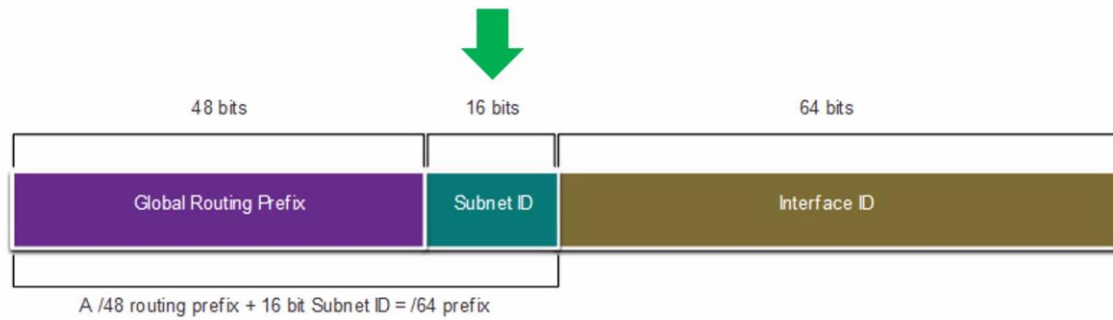 48 bits
16 bits
64 bits
Global Routing Prefix
Subnet ID
Interface ID
A /48 routing prefix + 16 bit Subnet ID = /64 prefix